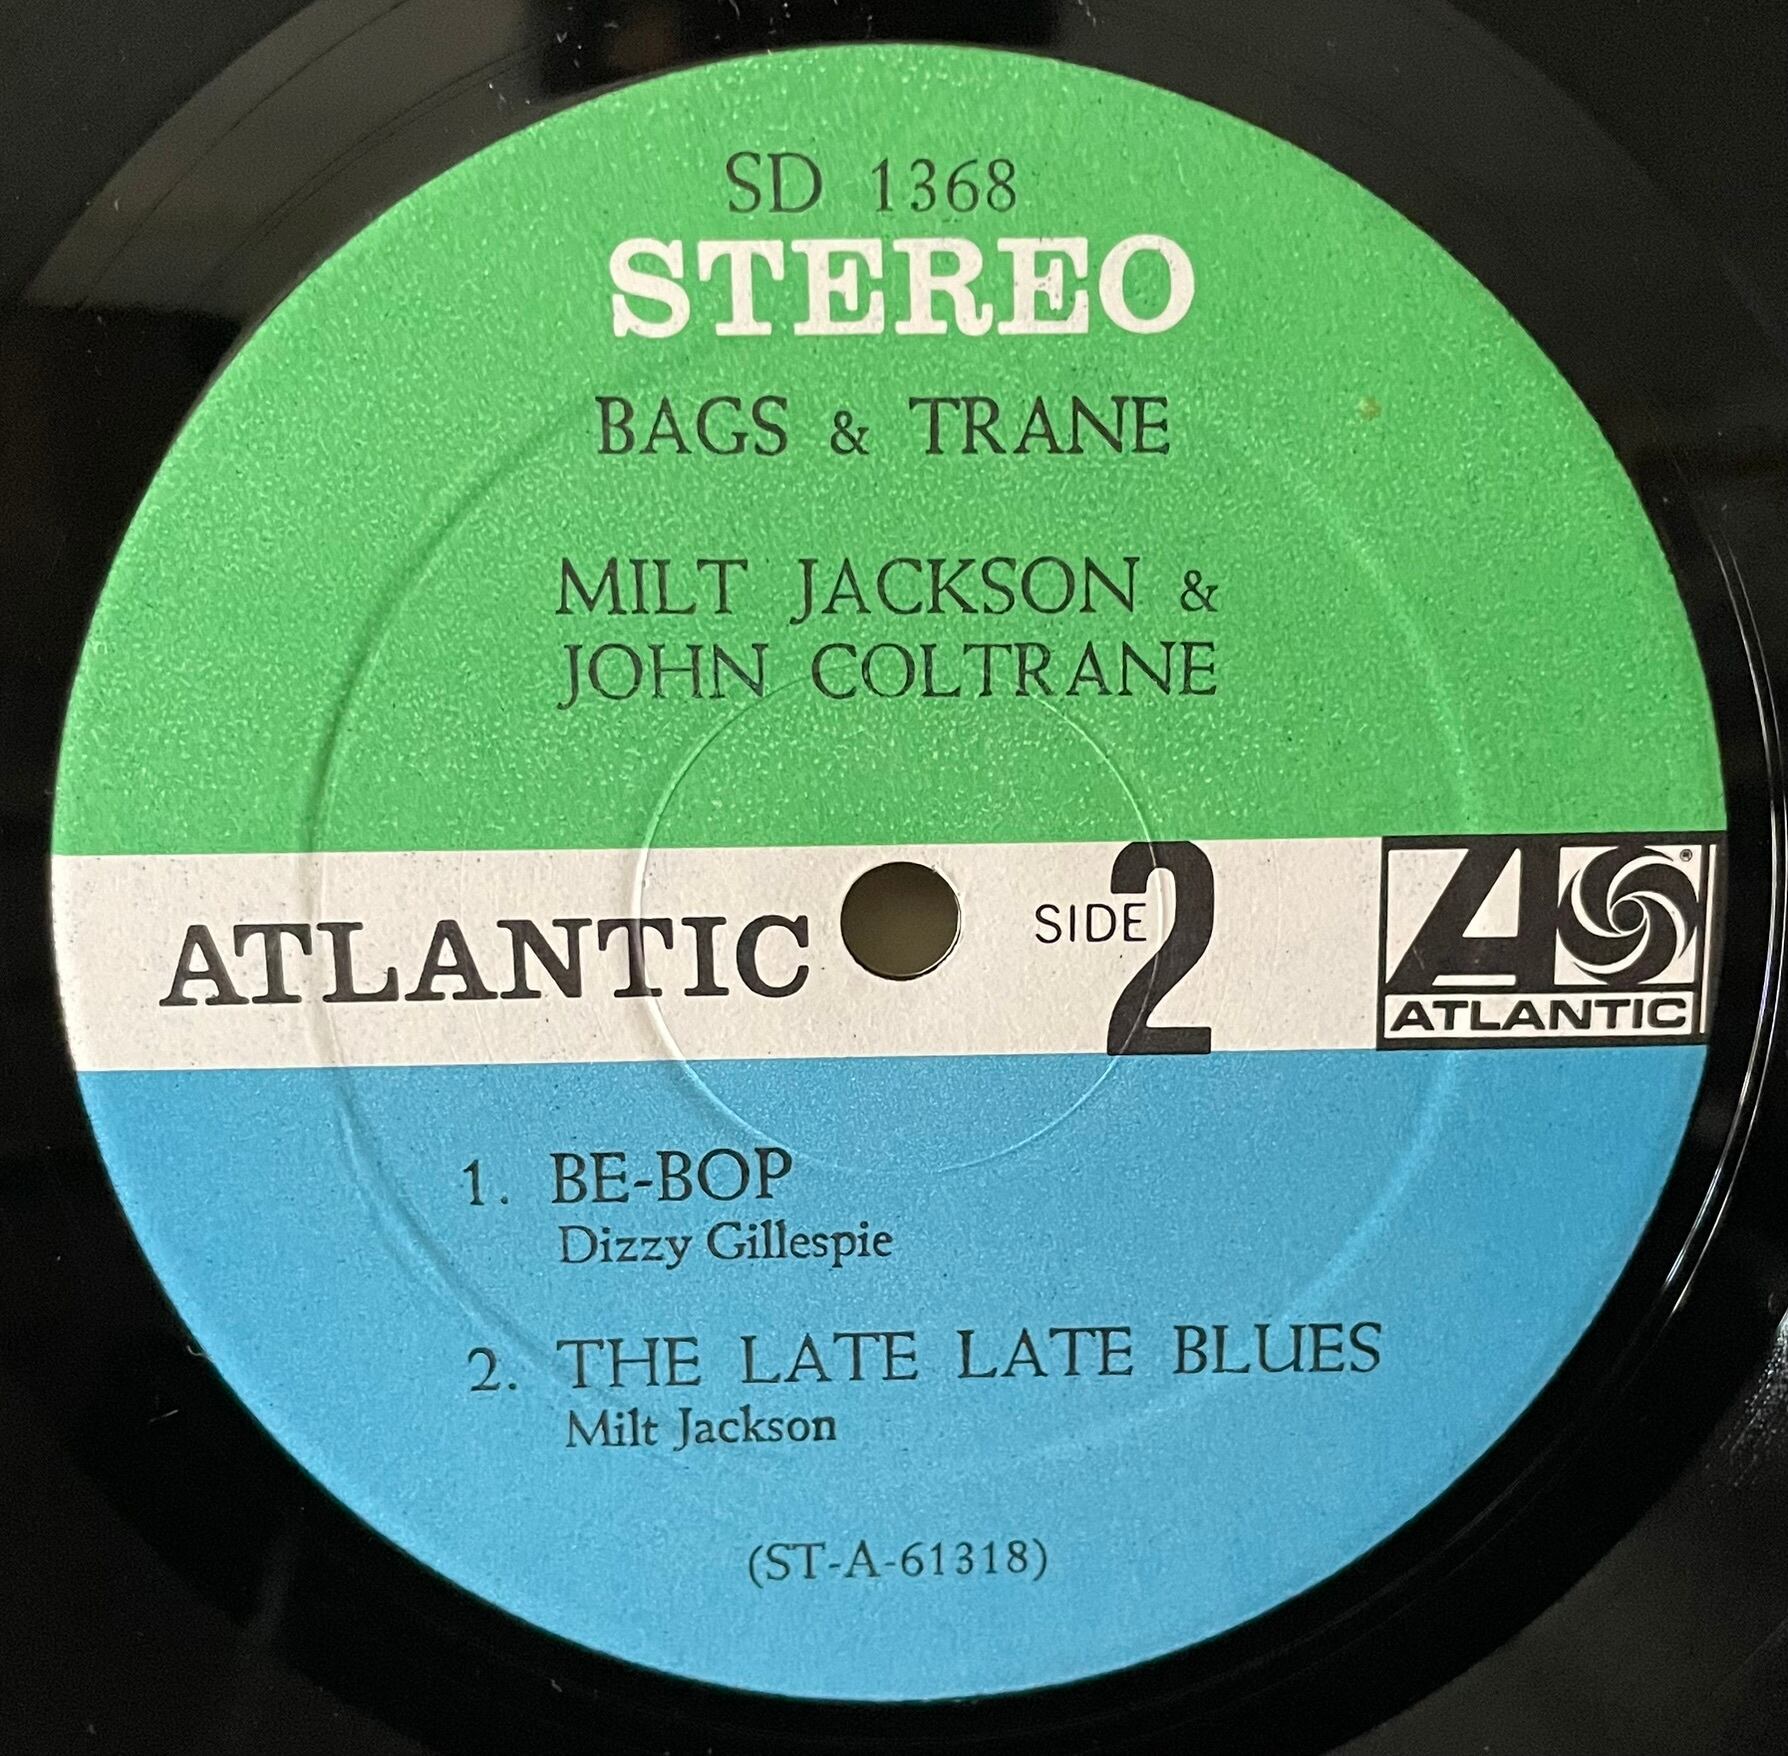 SD 1368
STEREO
BAGS & TRANE
MILT JACKSON &
JOHN COLTRANE
ATLANTIC
SIDE 2
A ®
ATLANTIC
1. BE-BOP
Dizzy Gillespie
2. THE LATE LATE BLUES
Milt Jackson
(ST-A-61318)